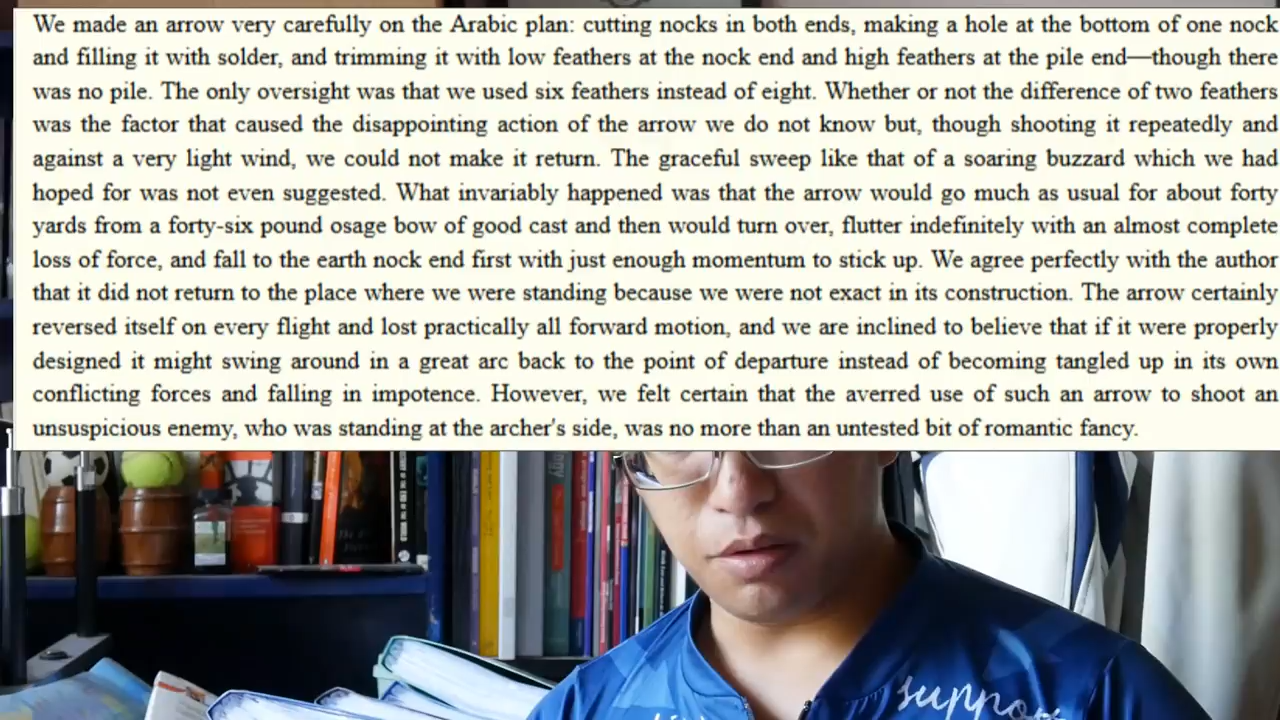 We made an arrow very carefully on the Arabic plan: cutting nocks in both ends, making a hole at the bottom of one nock
and filling it with solder, and trimming it with low feathers at the nock end and high feathers at the pile end—though there
was no pile. The only oversight was that we used six feathers instead of eight. Whether or not the difference of two feathers
was the factor that caused the disappointing action of the arrow we do not know but, though shooting it repeatedly and
against a very light wind, we could not make it return. The graceful sweep like that of a soaring buzzard which we had
hoped for was not even suggested. What invariably happened was that the arrow would go much as usual for about forty
yards from a forty-six pound osage bow of good cast and then would turn over, flutter indefinitely with an almost complete
loss of force, and fall to the earth nock end first with just enough momentum to stick up. We agree perfectly with the author
that it did not return to the place where we were standing because we were not exact in its construction. The arrow certainly
reversed itself on every flight and lost practically all forward motion, and we are inclined to believe that if it were properly
designed it might swing around in a great arc back to the point of departure instead of becoming tangled up in its own
conflicting forces and falling in impotence. However, we felt certain that the averred use of such an arrow to shoot an
unsuspicious enemy, who was standing at the archer's side, was no more than an untested bit of romantic fancy.
support